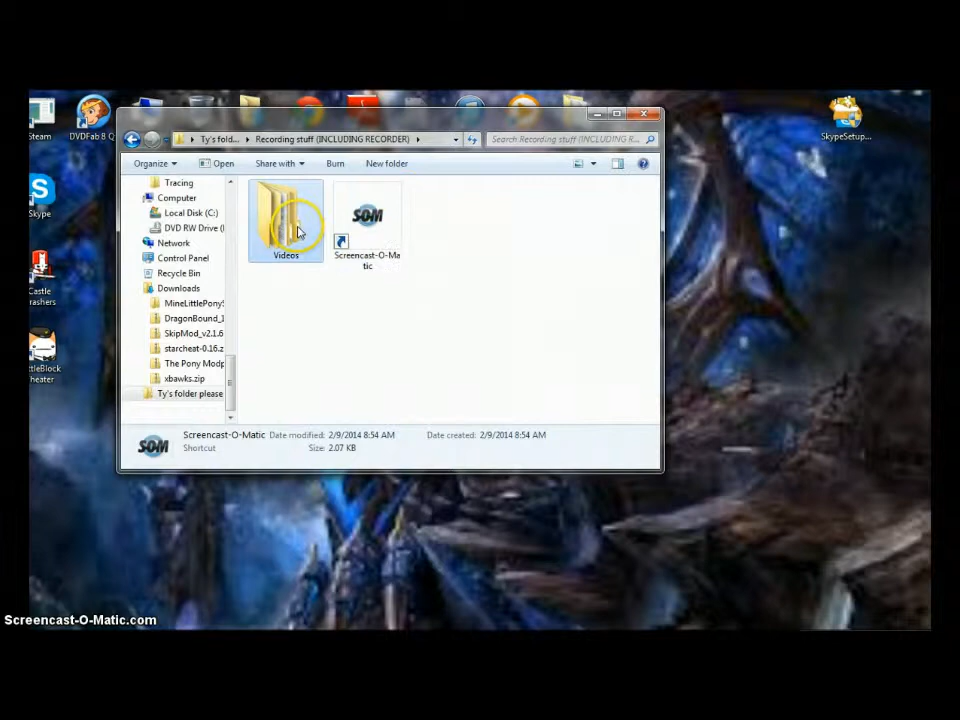 Steam
DVDFab 8 Q
SkypeSetup...
Skype
Castle
rashers
ttleBlock
heater
Ty's fold...
Recording stuff (INCLUDING RECORDER)
Search Recording stuff (INCLUDING R...
Organize
Open
Share with
Burn
New folder
Tracing
Computer
Local Disk (C:)
DVD RW Drive (
Network
Control Panel
Recycle Bin
Downloads
MineLittlePonyS
DragonBound_1
SkipMod_v2.1.6
starcheat-0.16.z
The Pony Modp
xbawks.zip
Ty's folder please
Videos
SOM
Screencast-O-Ma
tic
SOM
Screencast-O-Matic Date modified: 2/9/2014 8:54 AM Date created: 2/9/2014 8:54 AM
Shortcut Size: 2.07 KB
Screencast-O-Matic.com